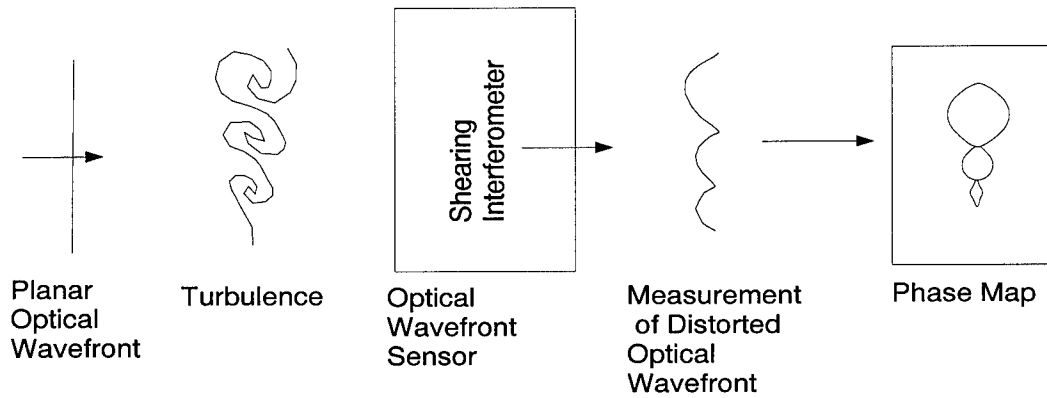 Shearing
Interferometer
Planar
Optical
Wavefront
Turbulence
Optical
Wavefront
Sensor
Measurement
of Distorted
Optical
Wavefront
Phase Map